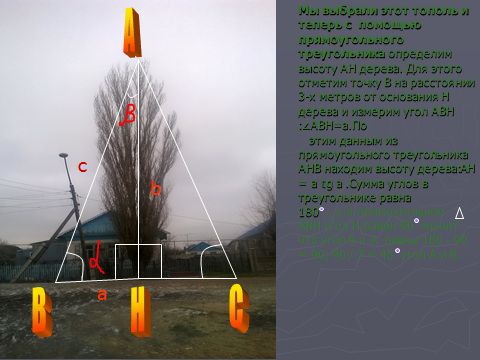 A
Мы выбрали этот тополь и
теперь с помощью
прямоугольного
треугольника определим
высоту АН дерева. Для этого
отметим точку В на расстоянии
3-х метров от основания Н
дерева и измерим угол АВН
:∠АВН=a.По
этим данным из
прямоугольного треугольника
АНВ находим высоту дерева:АН
= a tg a .Сумма углов в
треугольнике равна
180°
β
c
b
α
a
B
H
C